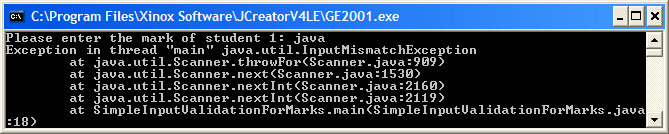 C:\Program Files\Xinox Software\JCreatorV4LE\GE2001.exe
Please enter the mark of student 1: java
Exception in thread "main" java.util.InputMismatchException
at java.util.Scanner.throwFor(Scanner.java:909)
at java.util.Scanner.next(Scanner.java:1530)
at java.util.Scanner.nextInt(Scanner.java:2160)
at java.util.Scanner.nextInt(Scanner.java:2119)
at SimpleInputValidationForMarks.main(SimpleInputValidationForMarks.java
:18)